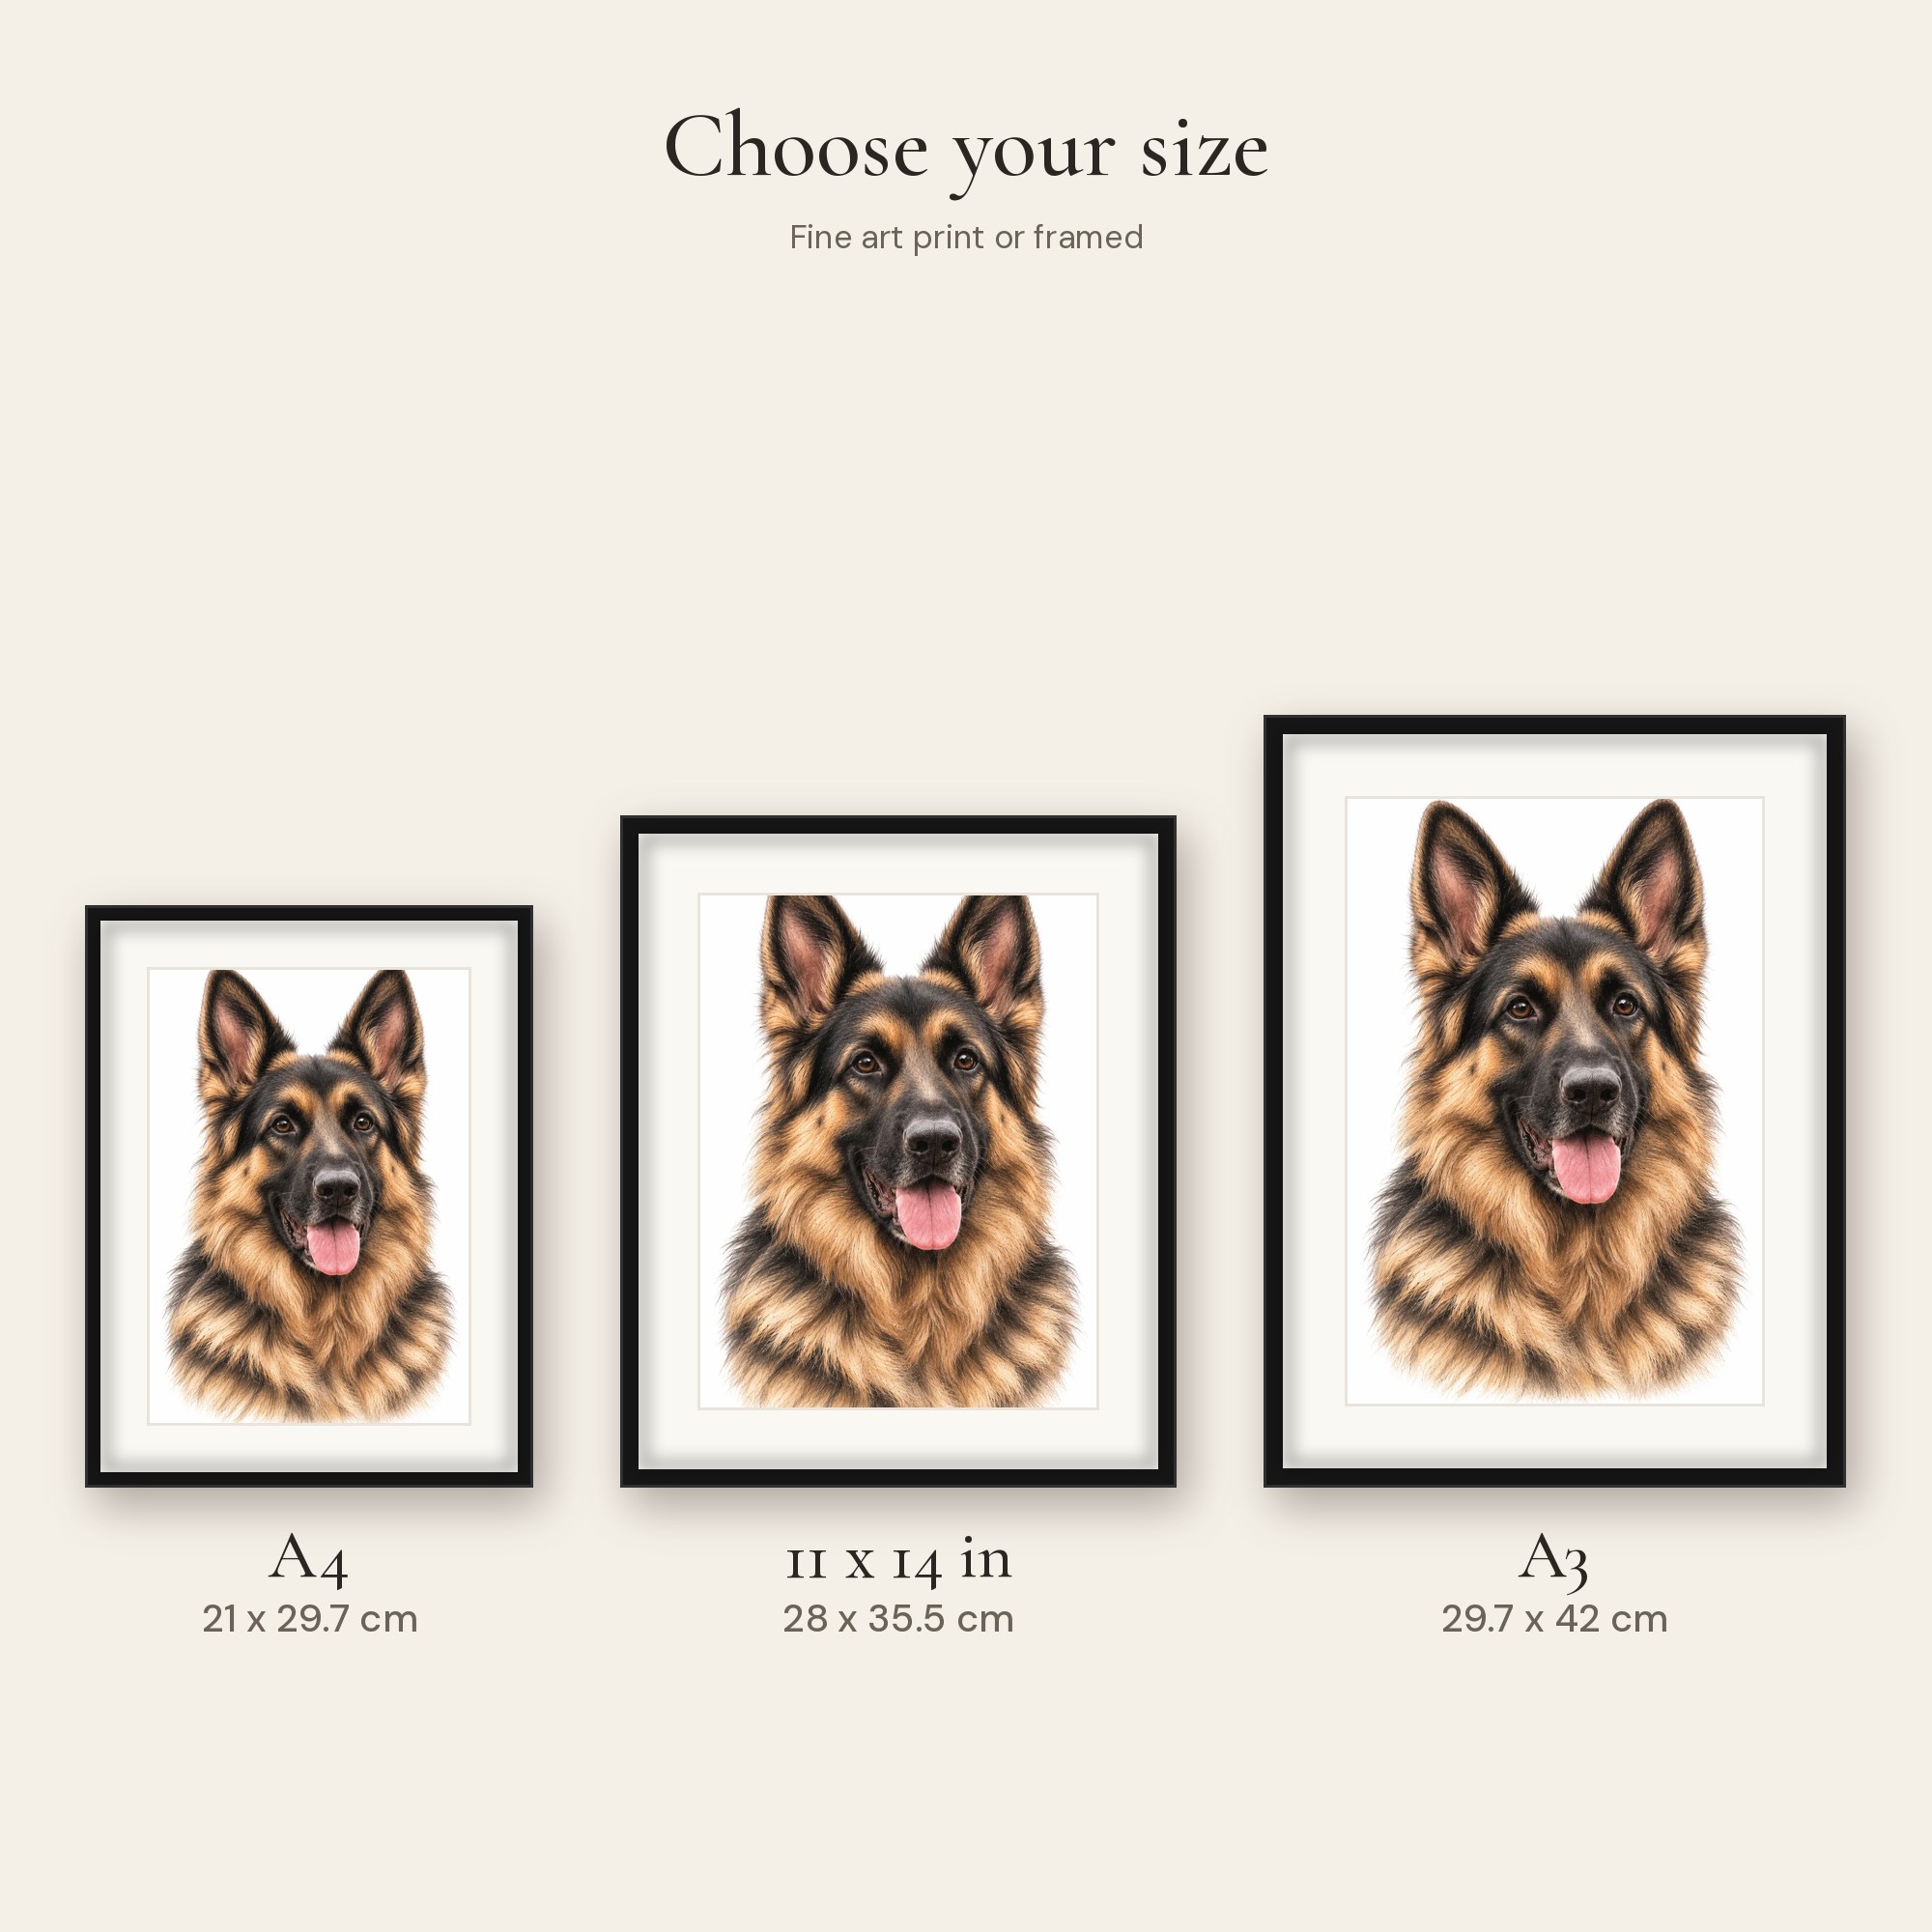 Choose your size
Fine art print or framed
A4
21 x 29.7 cm
11 x 14 in
28 x 35.5 cm
A3
29.7 x 42 cm